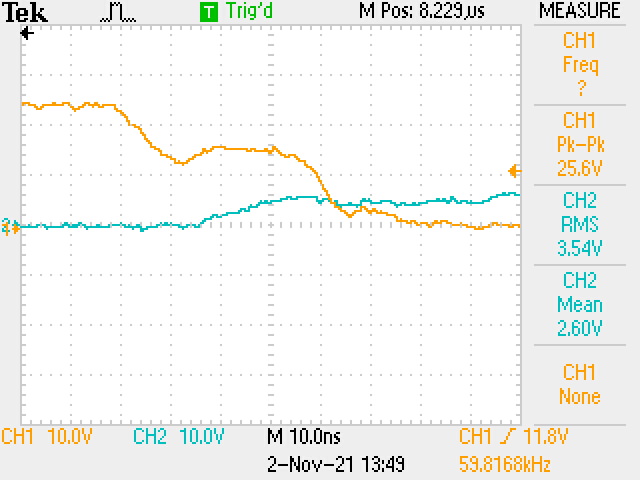 Tek
T Trig'd
M Pos: 8.229µs
MEASURE
CH1
Freq
?
CH1
Pk-Pk
25.6V
CH2
RMS
3.54V
CH2
Mean
2.60V
CH1
None
CH1 10.0V
CH2 10.0V
M 10.0ns
CH1 11.8V
2-Nov-21 13:49
59.8168kHz